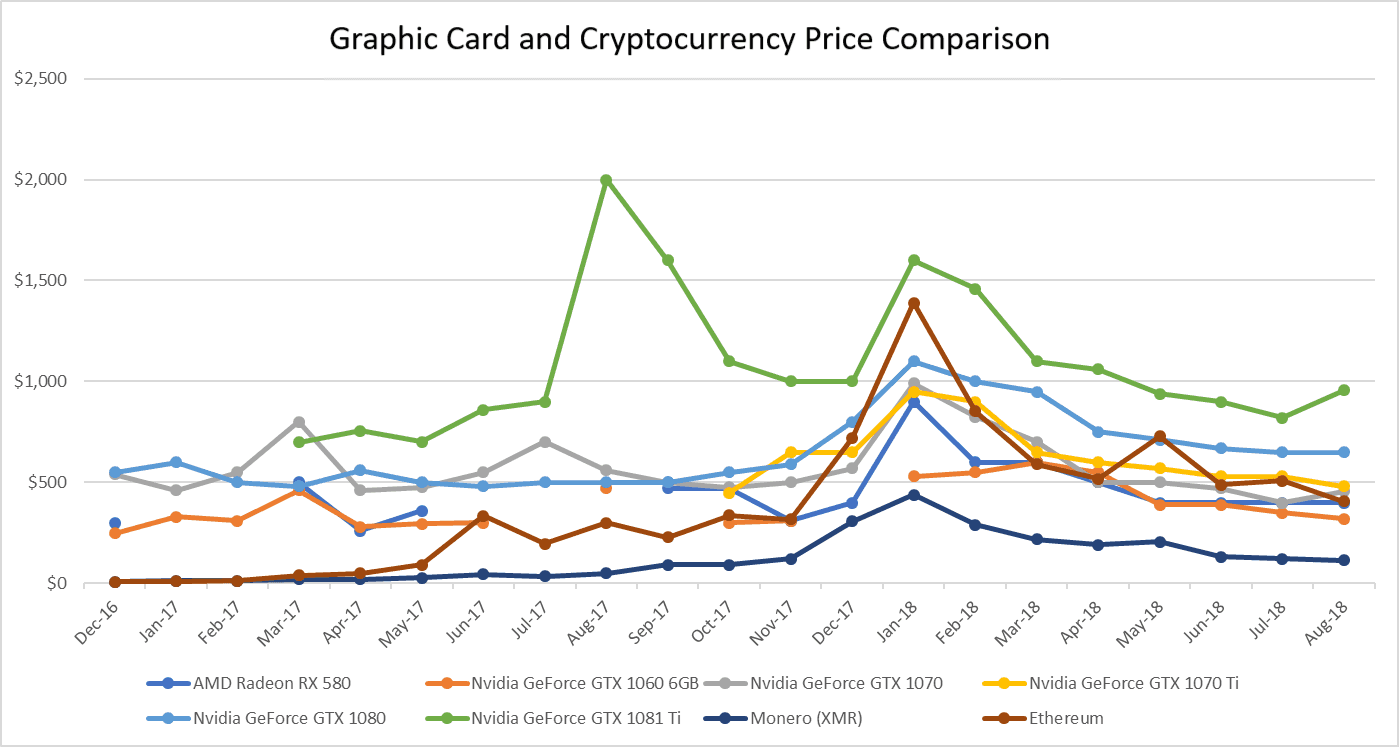 Graphic Card and Cryptocurrency Price Comparison
$2,500
$2,000
$1,500
$1,000
$500
$0
Dec-16 Jan-17 Feb-17 Mar-17 Apr-17 May-17 Jun-17 Jul-17 Aug-17 Sep-17 Oct-17 Nov-17 Dec-17 Jan-18 Feb-18 Mar-18 Apr-18 May-18 Jun-18 Jul-18 Aug-18
AMD Radeon RX 580 Nvidia GeForce GTX 1060 6GB Nvidia GeForce GTX 1070 Nvidia GeForce GTX 1070 Ti
Nvidia GeForce GTX 1080 Nvidia GeForce GTX 1081 Ti Monero (XMR) Ethereum